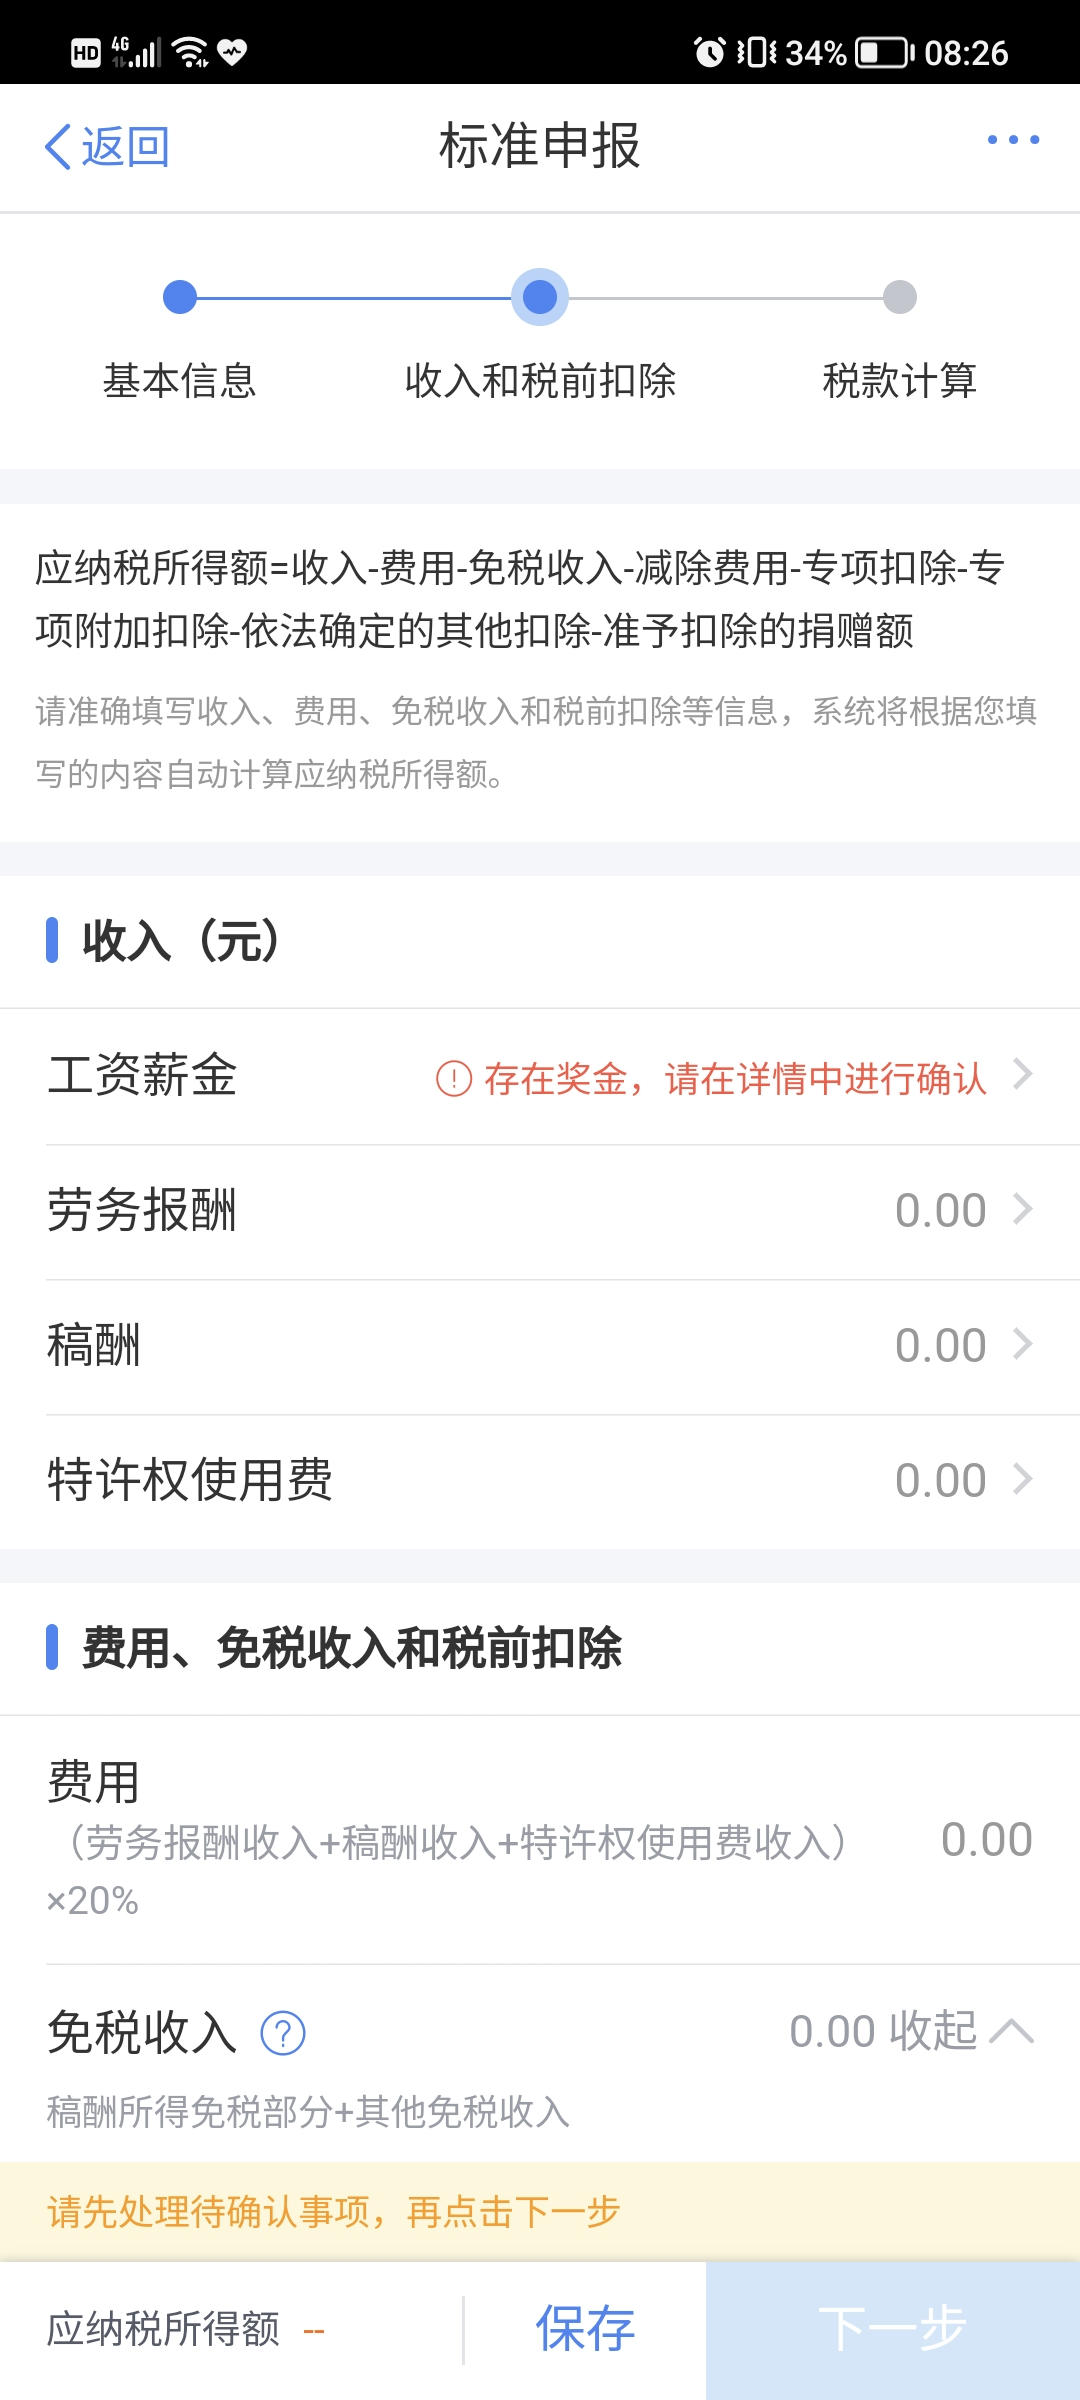 HD 4G 34% 08:26
返回 标准申报
基本信息 收入和税前扣除 税款计算
应纳税所得额=收入-费用-免税收入-减除费用-专项扣除-专
项附加扣除-依法确定的其他扣除-准予扣除的捐赠额
请准确填写收入、费用、免税收入和税前扣除等信息，系统将根据您填
写的内容自动计算应纳税所得额。
收入（元）
工资薪金 存在奖金，请在详情中进行确认
劳务报酬 0.00
稿酬 0.00
特许权使用费 0.00
费用、免税收入和税前扣除
费用
（劳务报酬收入+稿酬收入+特许权使用费收入） 0.00
×20%
免税收入 ? 0.00 收起
稿酬所得免税部分+其他免税收入
请先处理待确认事项，再点击下一步
应纳税所得额 -- 保存 下一步